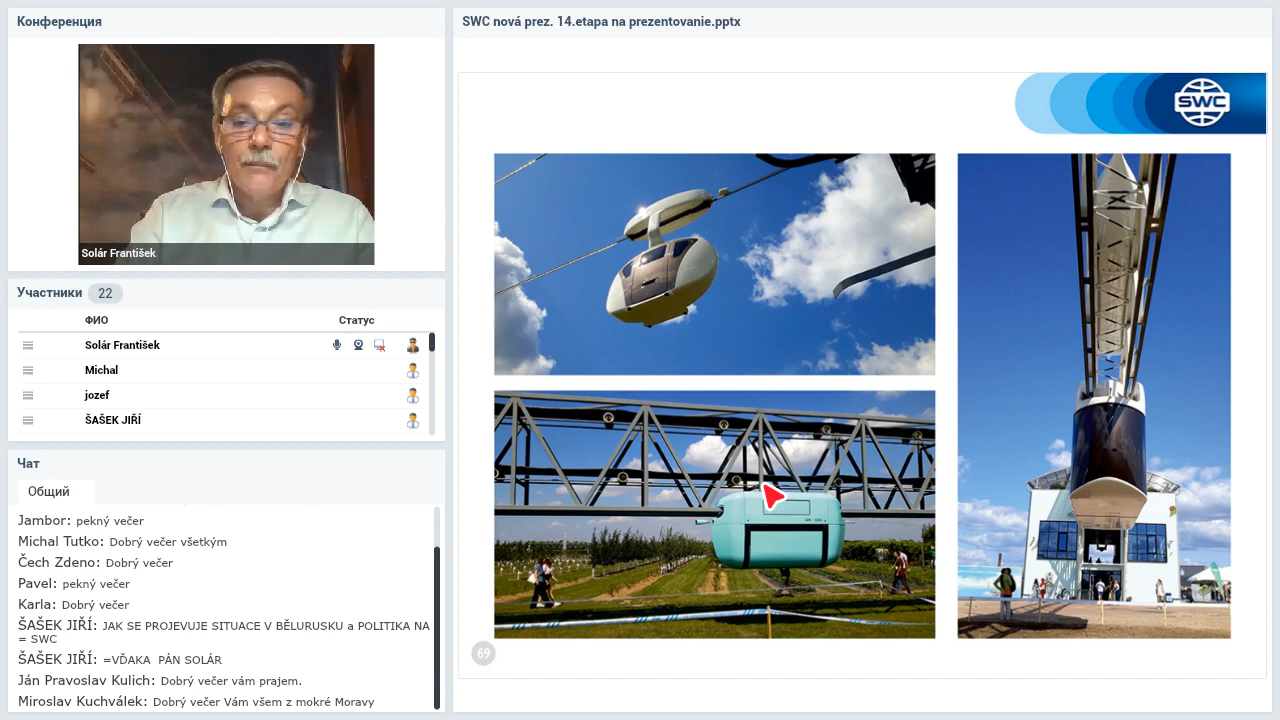 Конференция
Solár František
Участники 22
ФИО Статус
Solár František
Michal
jozef
ŠAŠEK JIŘÍ
Чат
Общий
Jambor: pekný večer
Michal Tutko: Dobrý večer všetkým
Čech Zdeno: Dobrý večer
Pavel: pekný večer
Karla: Dobrý večer
ŠAŠEK JIŘÍ: JAK SE PROJEVUJE SITUACE V BĚLURUSKU a POLITIKA NA
= SWC
ŠAŠEK JIŘÍ: =VĎAKA PÁN SOLÁR
Ján Pravoslav Kulich: Dobrý večer vám prajem.
Miroslav Kuchválek: Dobrý večer Vám všem z mokré Moravy
SWC nová prez. 14.etapa na prezentovanie.pptx
SWC
69